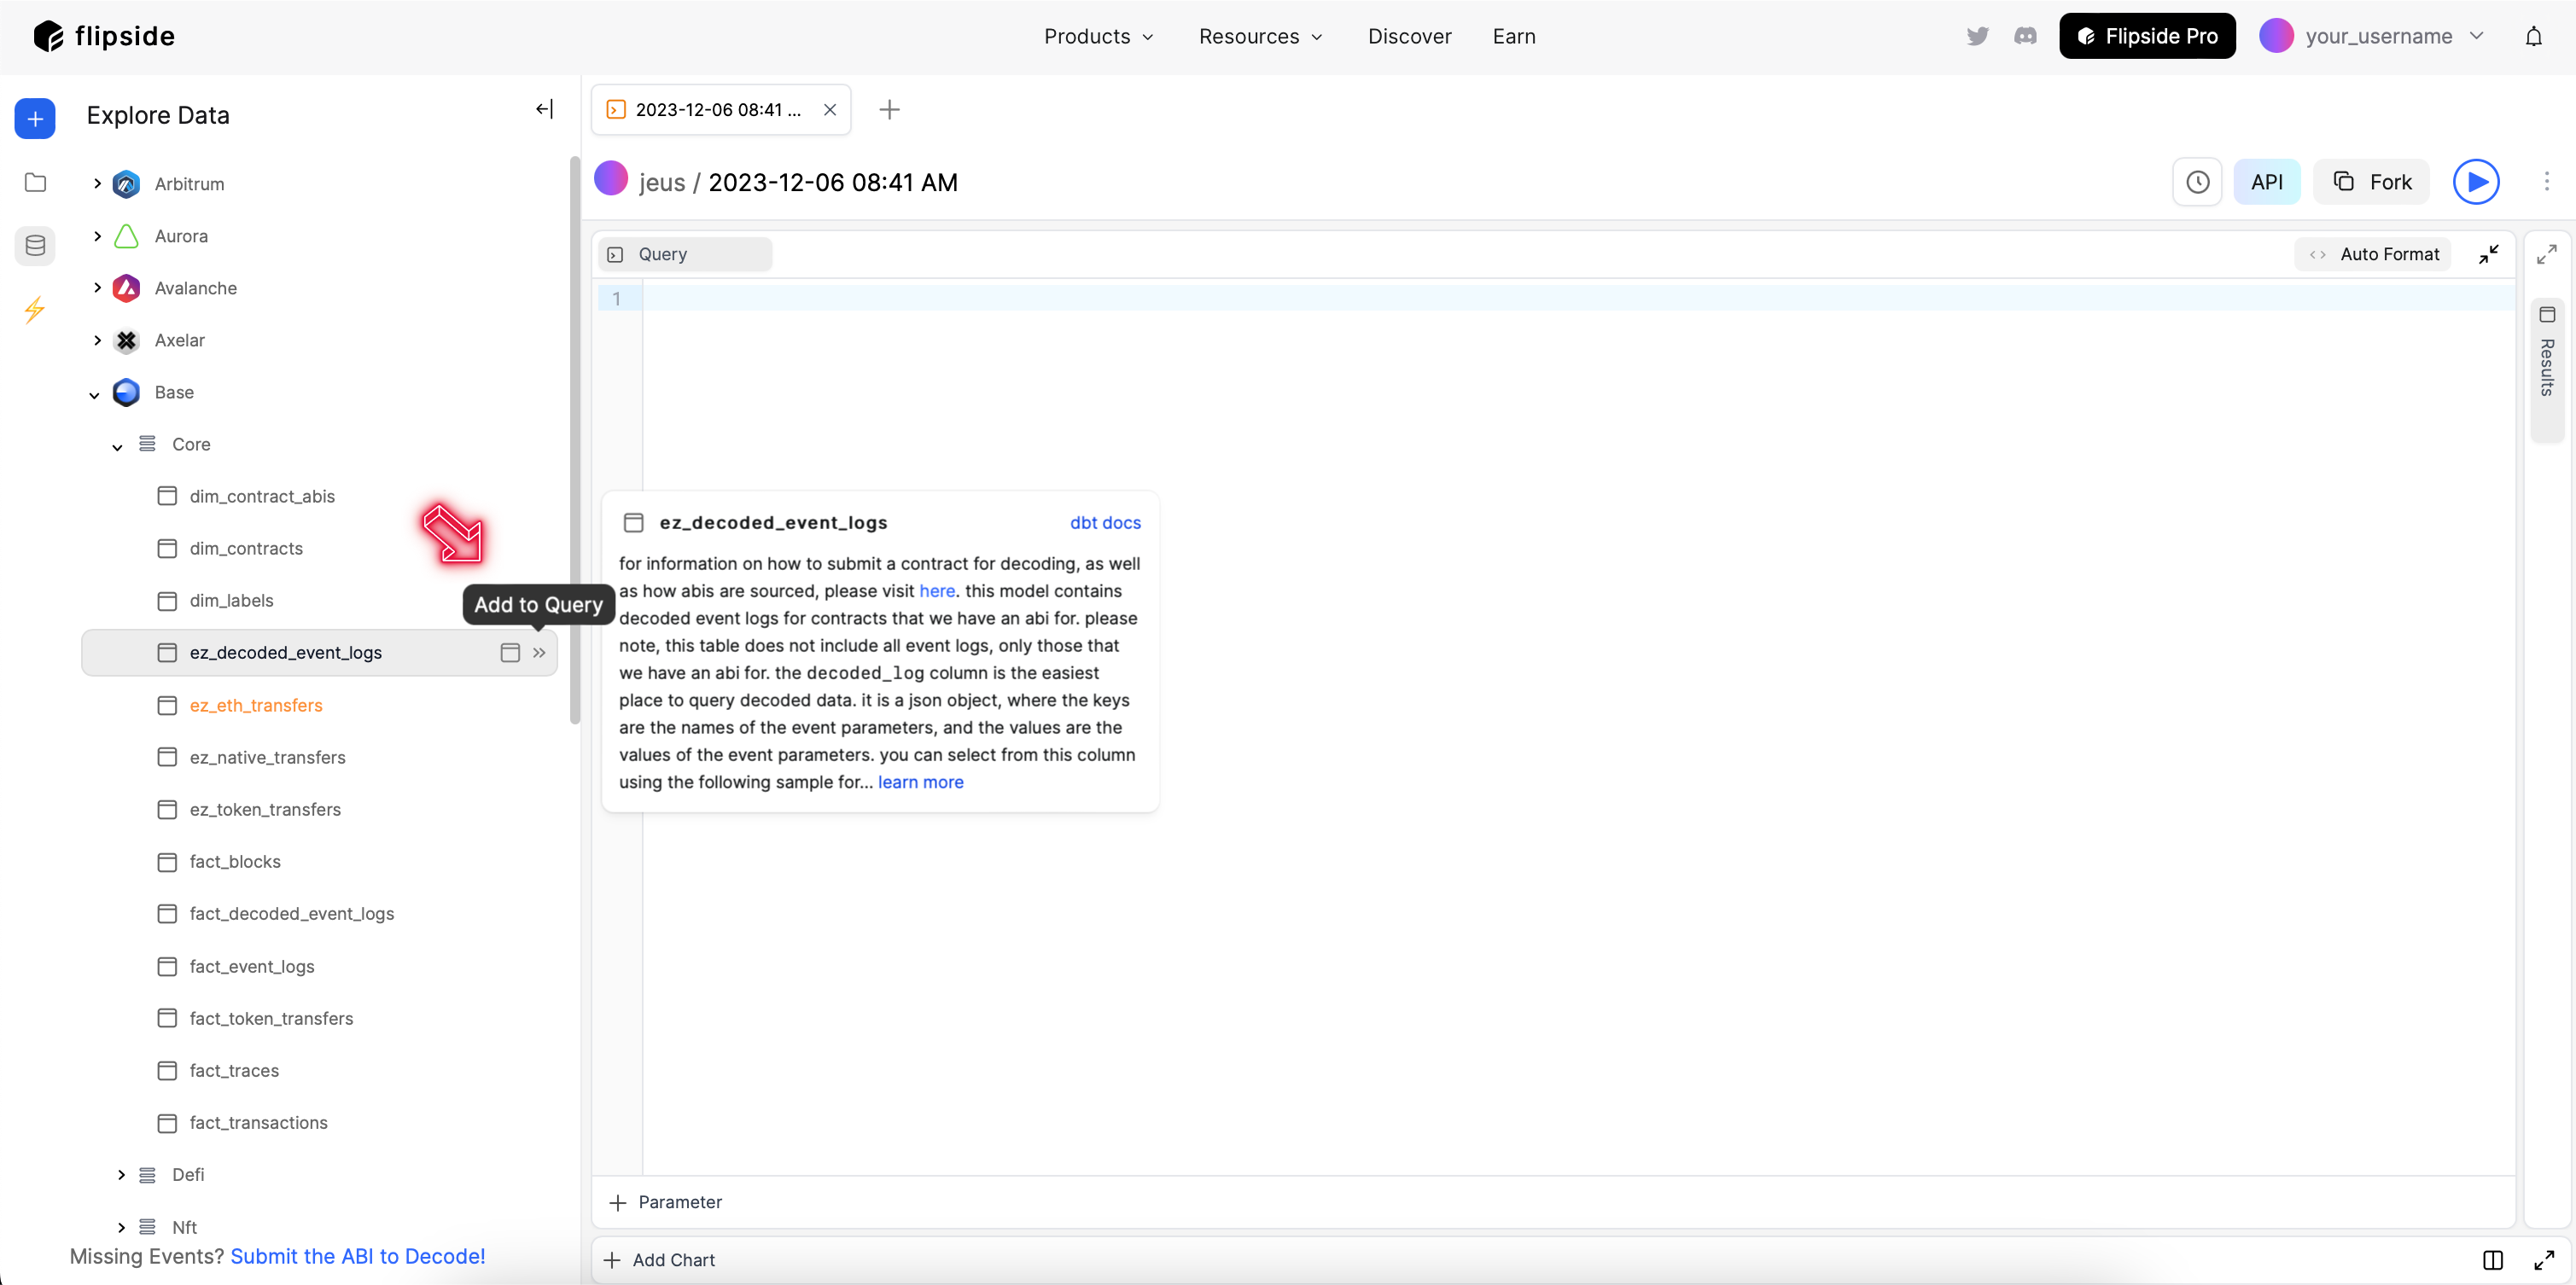 flipside
Products
Resources
Discover
Earn
Flipside Pro
your_username
Explore Data
2023-12-06 08:41 ...
jeus / 2023-12-06 08:41 AM
API
Fork
Arbitrum
Aurora
Avalanche
Axelar
Base
Core
dim_contract_abis
dim_contracts
dim_labels
Add to Query
ez_decoded_event_logs
ez_eth_transfers
ez_native_transfers
ez_token_transfers
fact_blocks
fact_decoded_event_logs
fact_event_logs
fact_token_transfers
fact_traces
fact_transactions
Defi
Nft
Missing Events? Submit the ABI to Decode!
Query
Auto Format
1
ez_decoded_event_logs
dbt docs
for information on how to submit a contract for decoding, as well
as how abis are sourced, please visit here. this model contains
decoded event logs for contracts that we have an abi for. please
note, this table does not include all event logs, only those that
we have an abi for. the decoded_log column is the easiest
place to query decoded data. it is a json object, where the keys
are the names of the event parameters, and the values are the
values of the event parameters. you can select from this column
using the following sample for... learn more
Results
Parameter
Add Chart